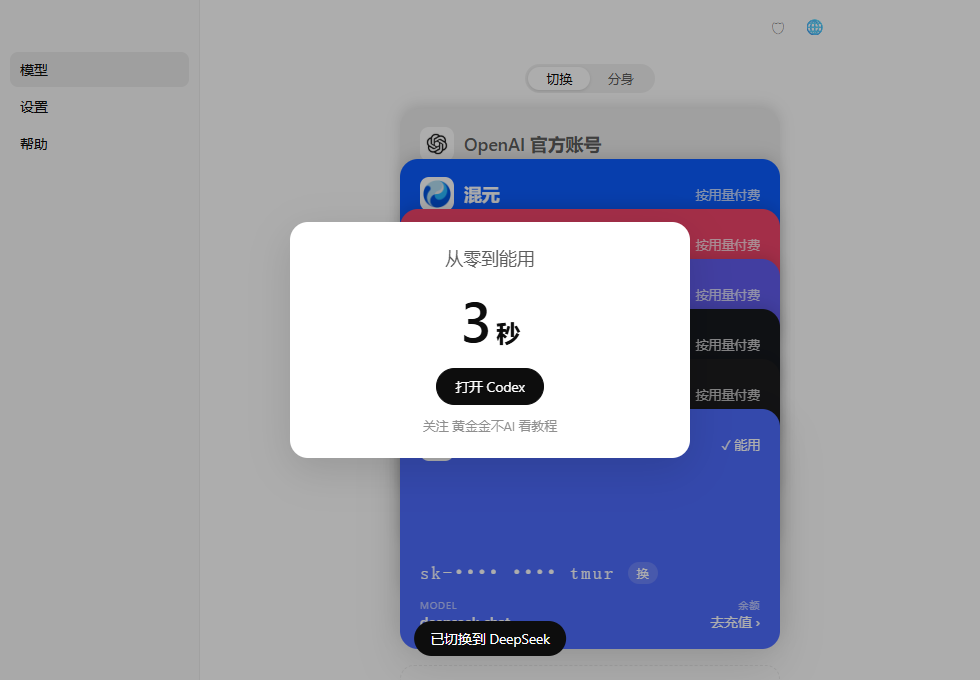 模型
设置
帮助
切换
分身
OpenAI 官方账号
混元
按用量付费
按用量付费
按用量付费
按用量付费
按用量付费
从零到能用
3 秒
打开 Codex
关注 黄金金不AI 看教程
✓ 能用
sk-•••• •••• tmur
换
MODEL
余额
去充值 ›
已切换到 DeepSeek